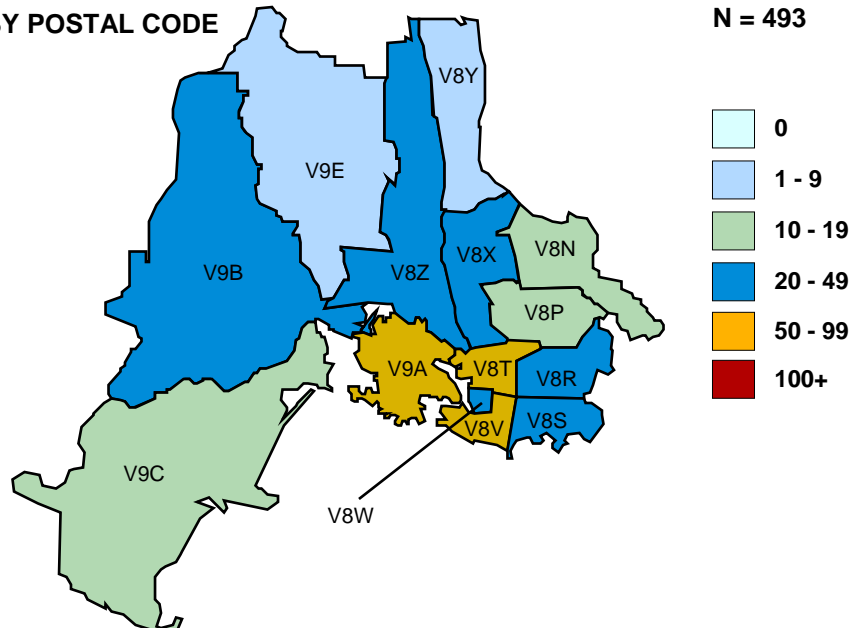 BY POSTAL CODE
N = 493
0
1 - 9
10 - 19
20 - 49
50 - 99
100+
V8Y
V9E
V8N
V8X
V9B
V8Z
V8P
V9A
V8T
V8R
V8S
V8V
V9C
V8W